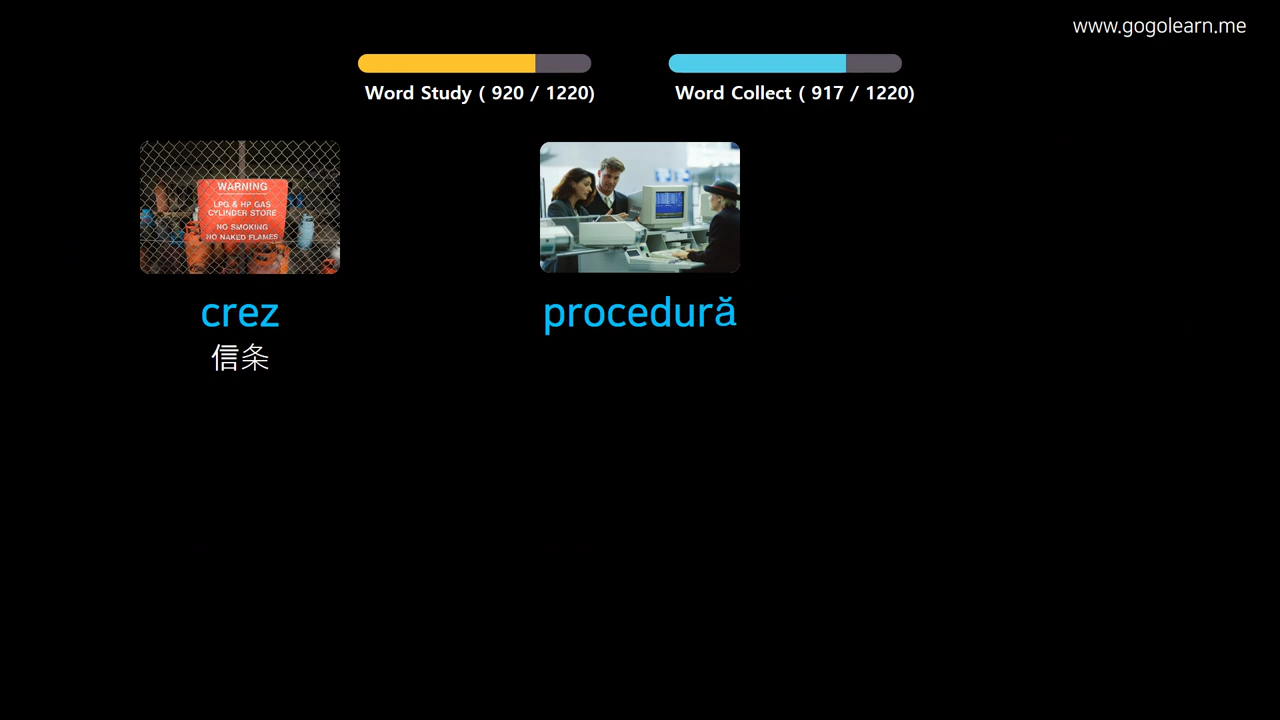 www.gogolearn.me
Word Study ( 920 / 1220)
Word Collect ( 917 / 1220)
WARNING
LPG & HP GAS
CYLINDER STORE
NO SMOKING
NO NAKED FLAMES
crez
信条
procedură